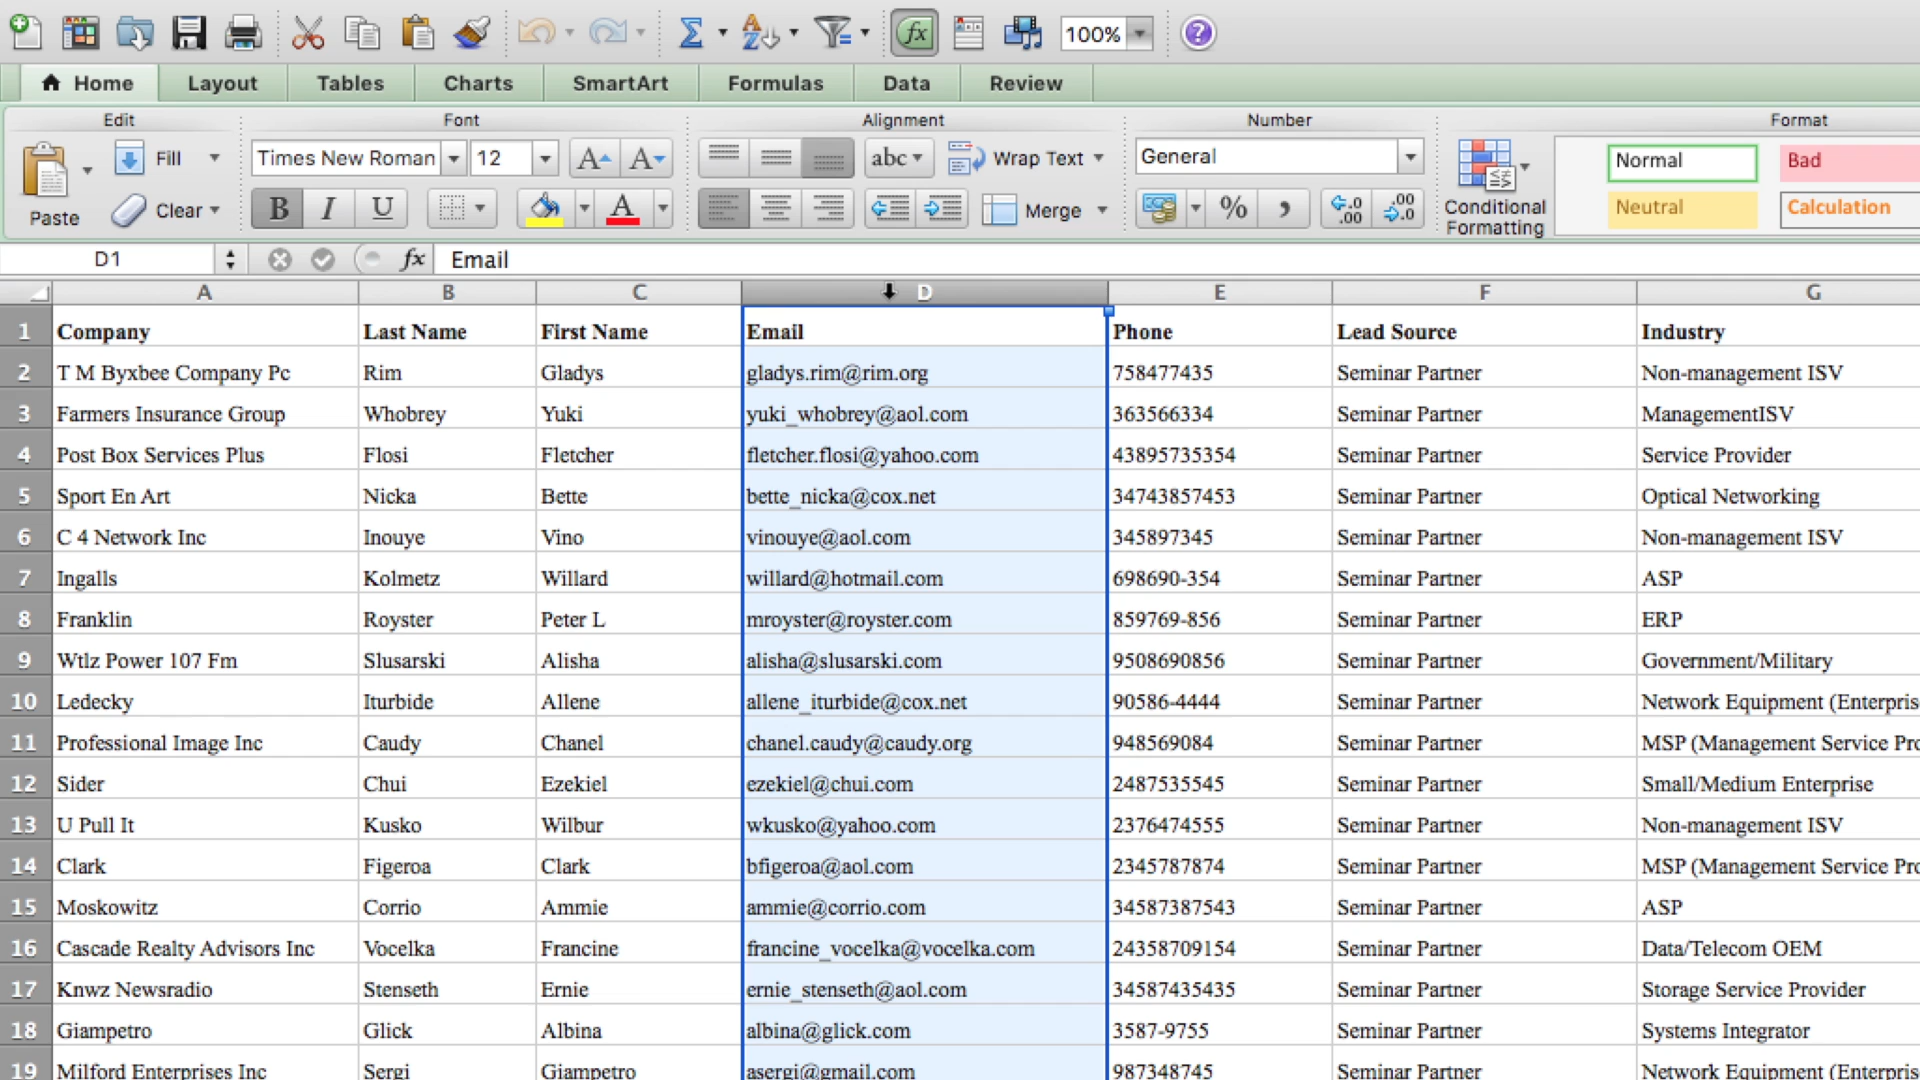 100%
Home Layout Tables Charts SmartArt Formulas Data Review
Edit Font Alignment Number Format
Fill Times New Roman 12 A A abc Wrap Text General Normal Bad
Paste Clear B I U A Merge % , .0 .00 .00 .0 Conditional Formatting Neutral Calculation
D1 fx Email
A B C D E F G
1 Company Last Name First Name Email Phone Lead Source Industry
2 T M Byxbee Company Pc Rim Gladys gladys.rim@rim.org 758477435 Seminar Partner Non-management ISV
3 Farmers Insurance Group Whobrey Yuki yuki_whobrey@aol.com 363566334 Seminar Partner ManagementISV
4 Post Box Services Plus Flosi Fletcher fletcher.flosi@yahoo.com 43895735354 Seminar Partner Service Provider
5 Sport En Art Nicka Bette bette_nicka@cox.net 34743857453 Seminar Partner Optical Networking
6 C 4 Network Inc Inouye Vino vinouye@aol.com 345897345 Seminar Partner Non-management ISV
7 Ingalls Kolmetz Willard willard@hotmail.com 698690-354 Seminar Partner ASP
8 Franklin Royster Peter L mroyster@royster.com 859769-856 Seminar Partner ERP
9 Wtlz Power 107 Fm Slusarski Alisha alisha@slusarski.com 9508690856 Seminar Partner Government/Military
10 Ledecky Iturbide Allene allene_iturbide@cox.net 90586-4444 Seminar Partner Network Equipment (Enterpris
11 Professional Image Inc Caudy Chanel chanel.caudy@caudy.org 948569084 Seminar Partner MSP (Management Service Pro
12 Sider Chui Ezekiel ezekiel@chui.com 2487535545 Seminar Partner Small/Medium Enterprise
13 U Pull It Kusko Wilbur wkusko@yahoo.com 2376474555 Seminar Partner Non-management ISV
14 Clark Figeroa Clark bfigeroa@aol.com 2345787874 Seminar Partner MSP (Management Service Pro
15 Moskowitz Corrio Ammie ammie@corrio.com 34587387543 Seminar Partner ASP
16 Cascade Realty Advisors Inc Vocelka Francine francine_vocelka@vocelka.com 24358709154 Seminar Partner Data/Telecom OEM
17 Knwz Newsradio Stenseth Ernie ernie_stenseth@aol.com 34587435435 Seminar Partner Storage Service Provider
18 Giampetro Glick Albina albina@glick.com 3587-9755 Seminar Partner Systems Integrator
19 Milford Enterprises Inc Sergi Giampetro asergi@gmail.com 987348745 Seminar Partner Network Equipment (Enterpris